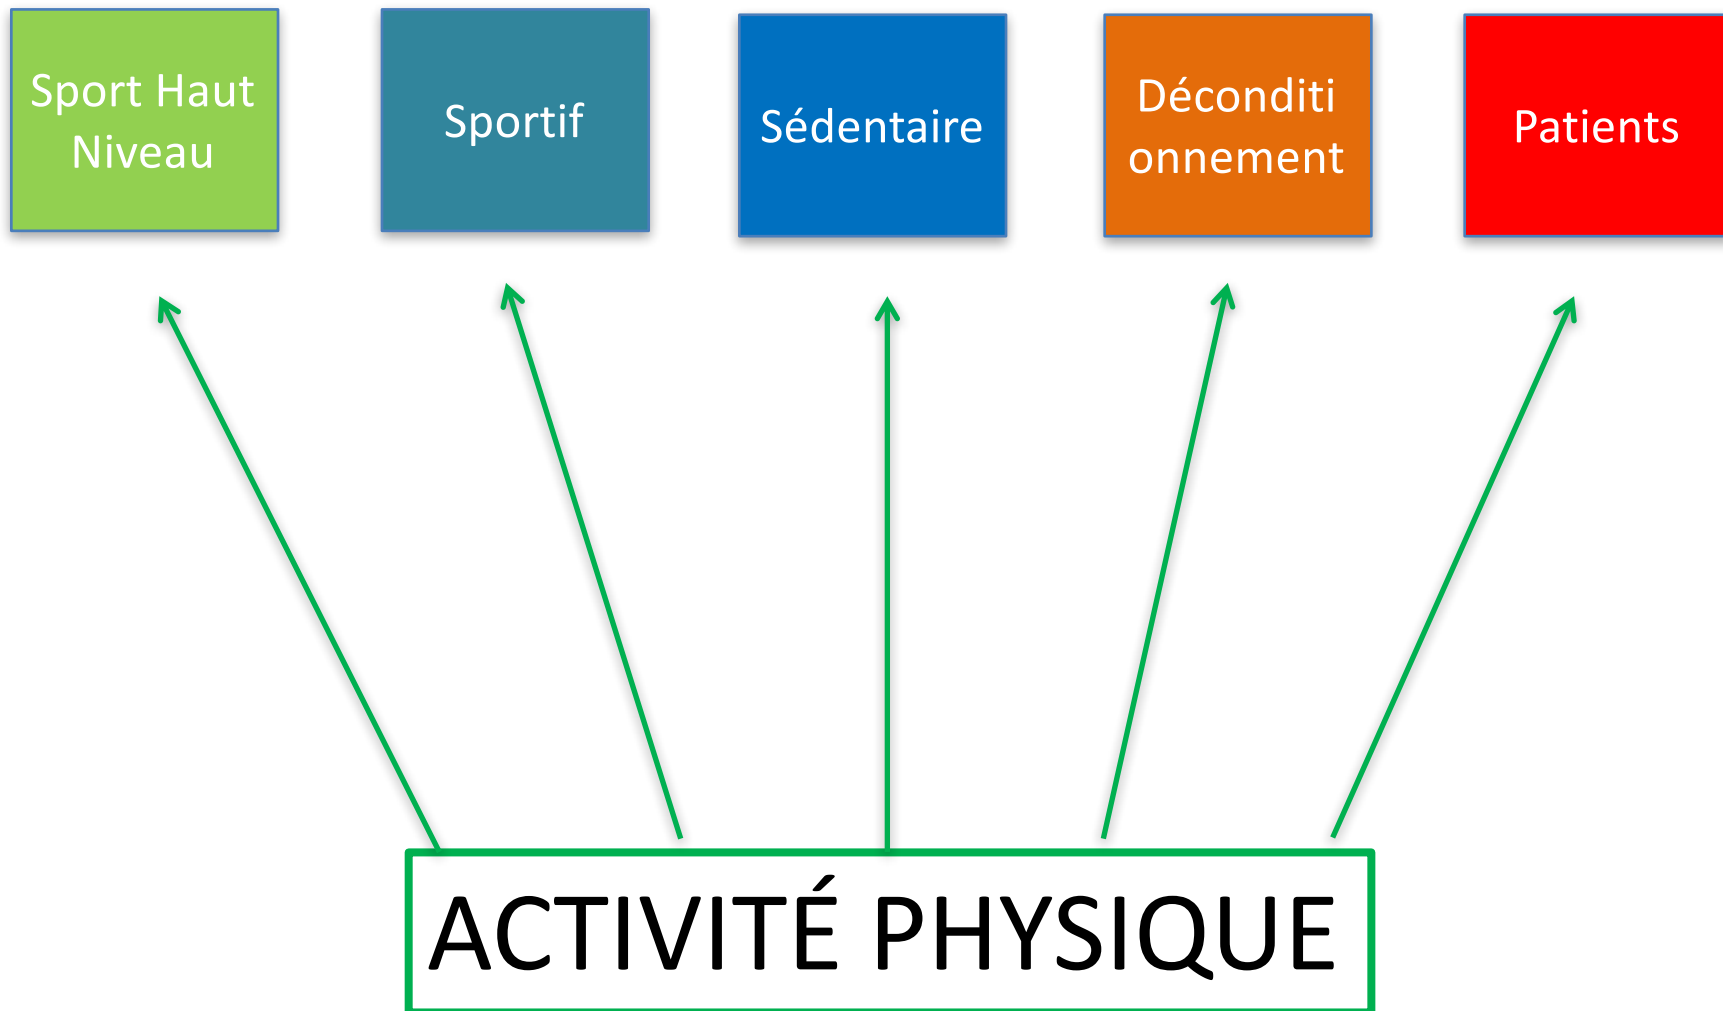 Sport Haut
Niveau
Sportif
Sédentaire
Déconditi
onnement
Patients
ACTIVITÉ PHYSIQUE